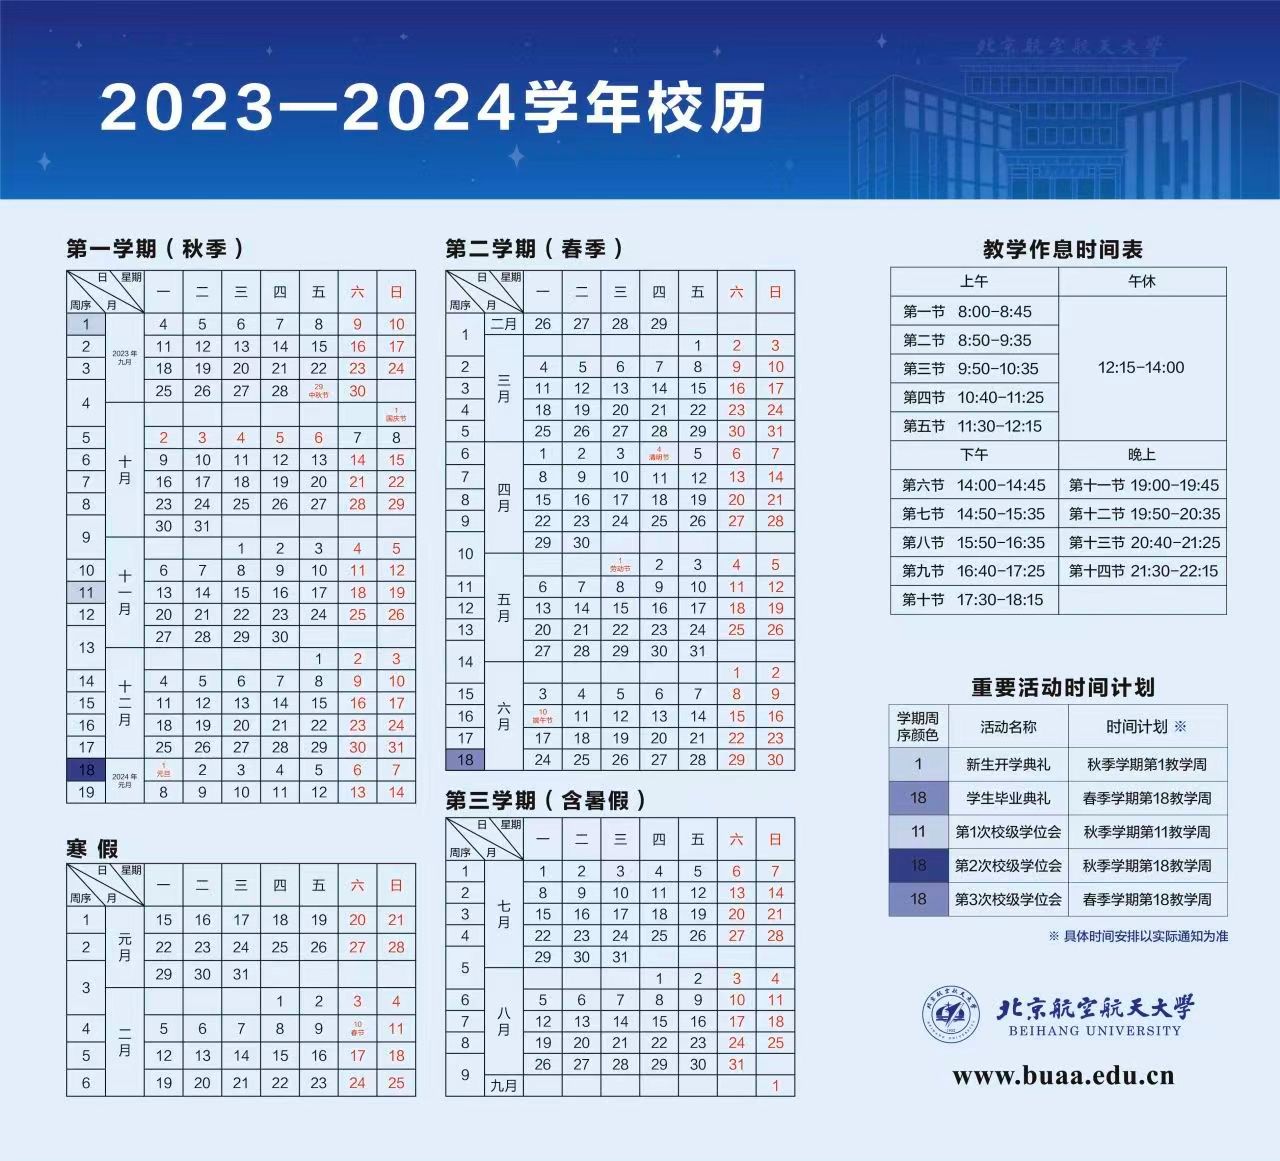 北京航空航天大学
2023—2024学年校历
第一学期（秋季）
日 星期
周序 月
一 二 三 四 五 六 日
1 2023年九月 4 5 6 7 8 9 10
2 11 12 13 14 15 16 17
3 18 19 20 21 22 23 24
4 25 26 27 28 29中秋节 30
十月 1国庆节
5 2 3 4 5 6 7 8
6 9 10 11 12 13 14 15
7 16 17 18 19 20 21 22
8 23 24 25 26 27 28 29
9 30 31
十一月 1 2 3 4 5
10 6 7 8 9 10 11 12
11 13 14 15 16 17 18 19
12 20 21 22 23 24 25 26
13 27 28 29 30
十二月 1 2 3
14 4 5 6 7 8 9 10
15 11 12 13 14 15 16 17
16 18 19 20 21 22 23 24
17 25 26 27 28 29 30 31
18 2024年元月 1元旦 2 3 4 5 6 7
19 8 9 10 11 12 13 14
寒 假
日 星期
周序 月
一 二 三 四 五 六 日
1 元月 15 16 17 18 19 20 21
2 22 23 24 25 26 27 28
3 29 30 31
二月 1 2 3 4
4 5 6 7 8 9 10春节 11
5 12 13 14 15 16 17 18
6 19 20 21 22 23 24 25
第二学期（春季）
日 星期
周序 月
一 二 三 四 五 六 日
1 二月 26 27 28 29
三月 1 2 3
2 4 5 6 7 8 9 10
3 11 12 13 14 15 16 17
4 18 19 20 21 22 23 24
5 25 26 27 28 29 30 31
6 四月 1 2 3 4清明节 5 6 7
7 8 9 10 11 12 13 14
8 15 16 17 18 19 20 21
9 22 23 24 25 26 27 28
10 29 30
五月 1劳动节 2 3 4 5
11 6 7 8 9 10 11 12
12 13 14 15 16 17 18 19
13 20 21 22 23 24 25 26
14 27 28 29 30 31
六月 1 2
15 3 4 5 6 7 8 9
16 10端午节 11 12 13 14 15 16
17 17 18 19 20 21 22 23
18 24 25 26 27 28 29 30
第三学期（含暑假）
日 星期
周序 月
一 二 三 四 五 六 日
1 七月 1 2 3 4 5 6 7
2 8 9 10 11 12 13 14
3 15 16 17 18 19 20 21
4 22 23 24 25 26 27 28
5 29 30 31
八月 1 2 3 4
6 5 6 7 8 9 10 11
7 12 13 14 15 16 17 18
8 19 20 21 22 23 24 25
9 26 27 28 29 30 31
九月 1
教学作息时间表
上午 午休
第一节 8:00-8:45
第二节 8:50-9:35
第三节 9:50-10:35 12:15-14:00
第四节 10:40-11:25
第五节 11:30-12:15
下午 晚上
第六节 14:00-14:45 第十一节 19:00-19:45
第七节 14:50-15:35 第十二节 19:50-20:35
第八节 15:50-16:35 第十三节 20:40-21:25
第九节 16:40-17:25 第十四节 21:30-22:15
第十节 17:30-18:15
重要活动时间计划
学期周序颜色 活动名称 时间计划 ※
1 新生开学典礼 秋季学期第1教学周
18 学生毕业典礼 春季学期第18教学周
11 第1次校级学位会 秋季学期第11教学周
18 第2次校级学位会 秋季学期第18教学周
18 第3次校级学位会 春季学期第18教学周
※ 具体时间安排以实际通知为准
北京航空航天大学
BEIHANG UNIVERSITY
www.buaa.edu.cn